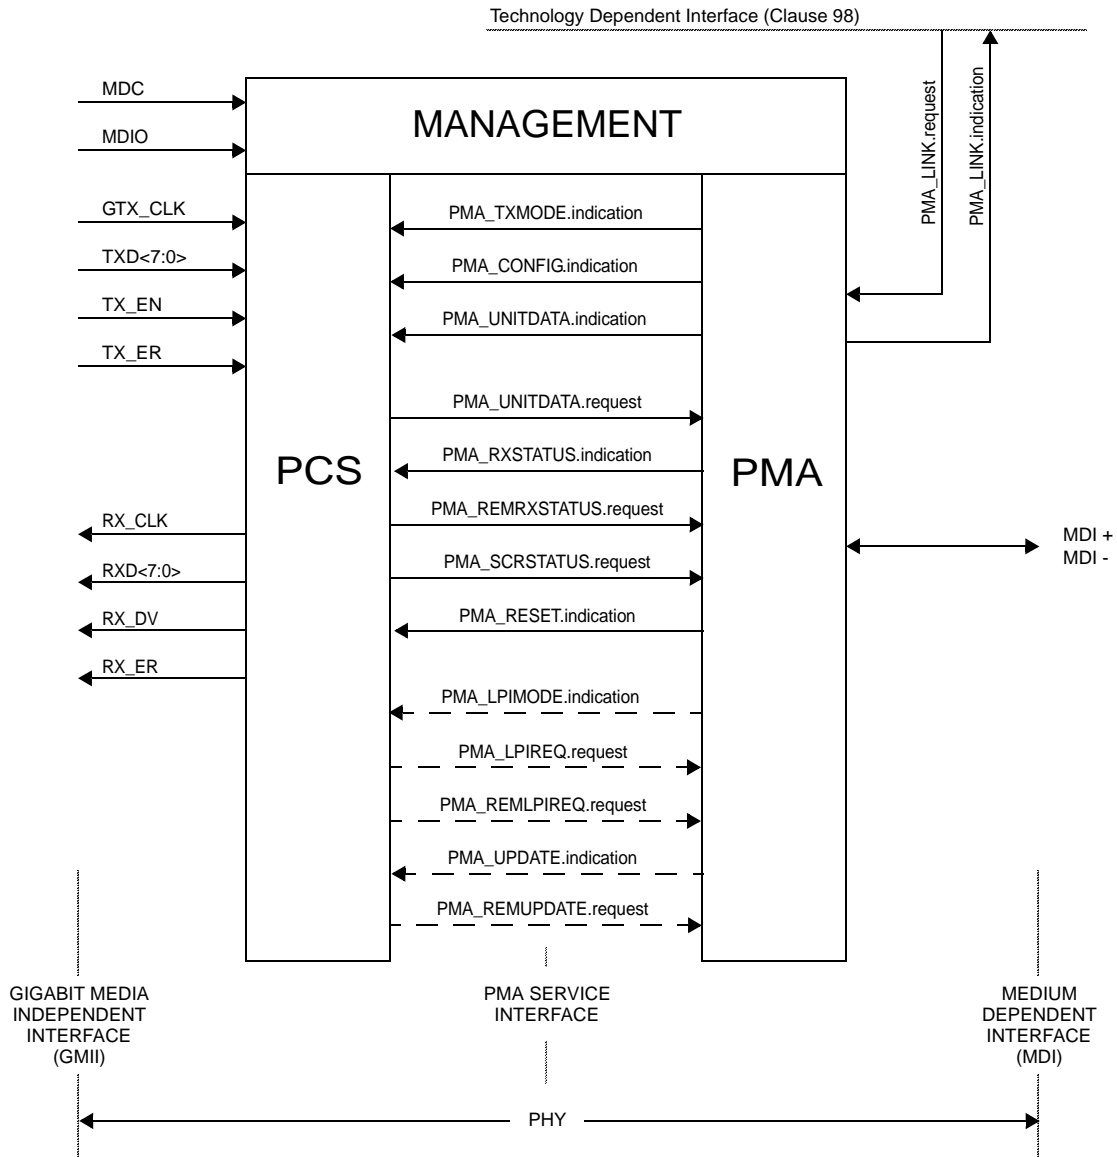 Technology Dependent Interface (Clause 98)
MDC
MDIO
MANAGEMENT
PMA_LINK.request
PMA_LINK.indication
GTX_CLK
TXD<7:0>
TX_EN
TX_ER
PMA_TXMODE.indication
PMA_CONFIG.indication
PMA_UNITDATA.indication
PMA_UNITDATA.request
PCS
PMA_RXSTATUS.indication
PMA
PMA_REMRXSTATUS.request
PMA_SCRSTATUS.request
PMA_RESET.indication
RX_CLK
RXD<7:0>
RX_DV
RX_ER
MDI +
MDI -
PMA_LPIMODE.indication
PMA_LPIREQ.request
PMA_REMLPIREQ.request
PMA_UPDATE.indication
PMA_REMUPDATE.request
GIGABIT MEDIA
INDEPENDENT
INTERFACE
(GMII)
PMA SERVICE
INTERFACE
MEDIUM
DEPENDENT
INTERFACE
(MDI)
PHY